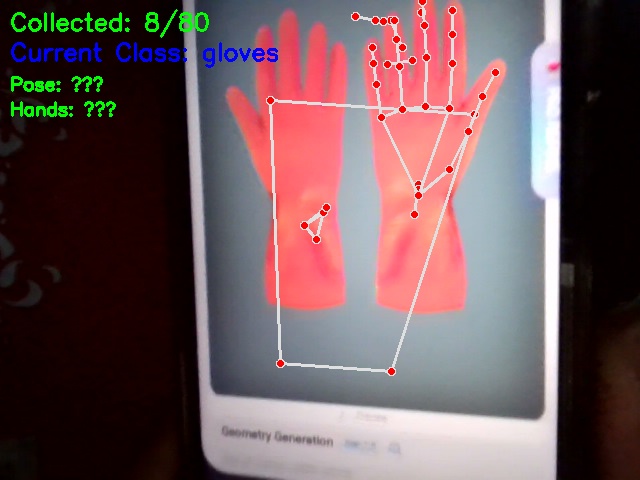 Collected: 8/80
Current Class: gloves
Pose: ???
Hands: ???
Geometry Generation